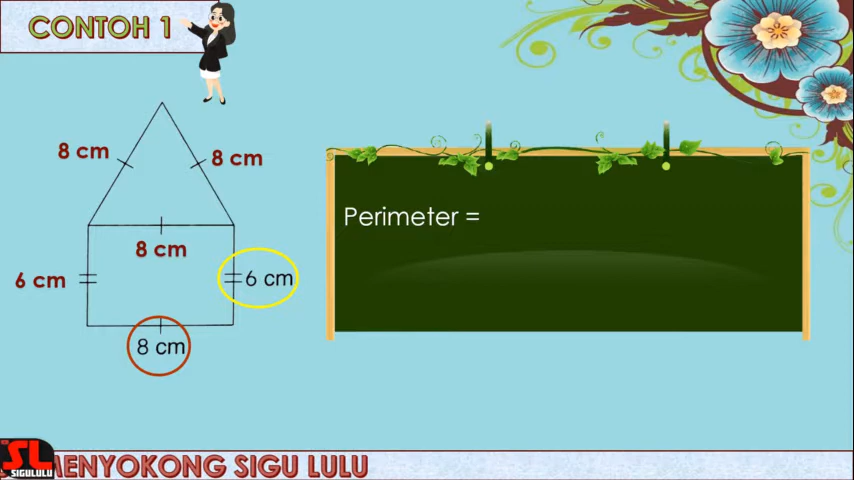 CONTOH 1
8 cm
8 cm
8 cm
6 cm
6 cm
8 cm
Perimeter =
SL
SIGULULU
MENYOKONG SIGU LULU